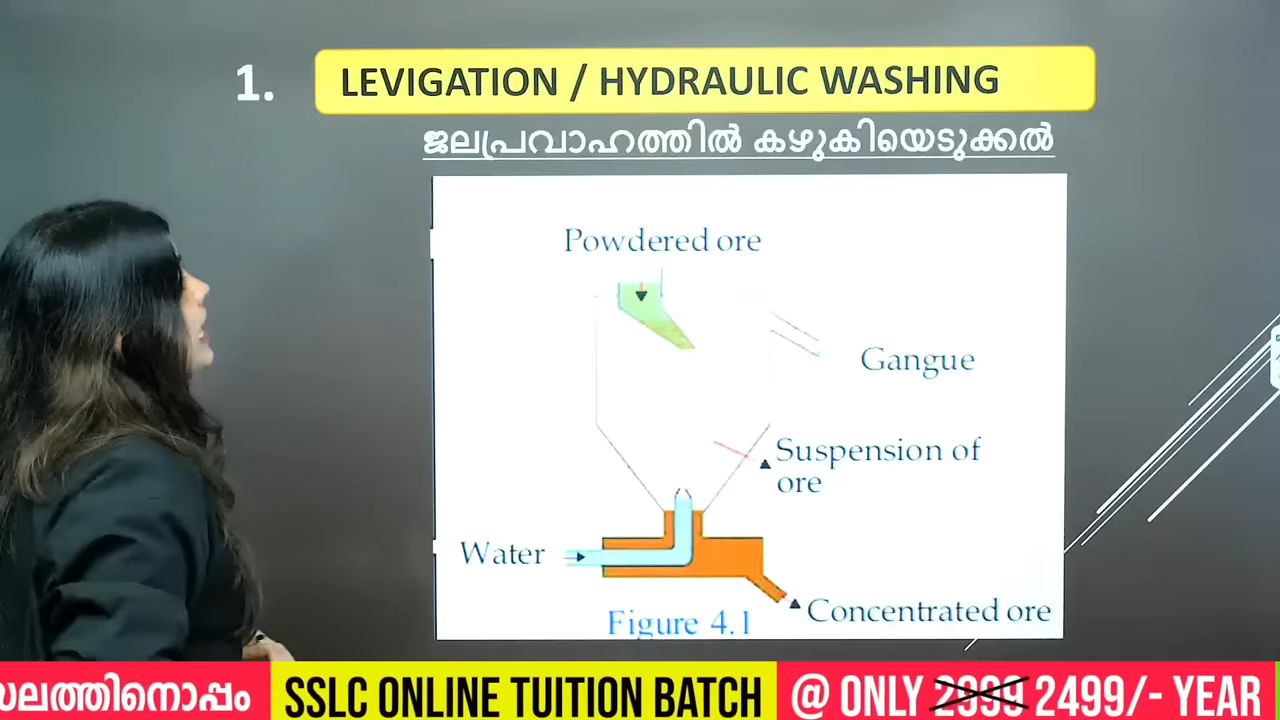 1. LEVIGATION / HYDRAULIC WASHING
ജലപ്രവാഹത്തിൽ കഴുകിയെടുക്കൽ
Powdered ore
Gangue
Suspension of
ore
Water
Concentrated ore
Figure 4.1
SSLC ONLINE TUITION BATCH
@ ONLY 2999 2499/- YEAR